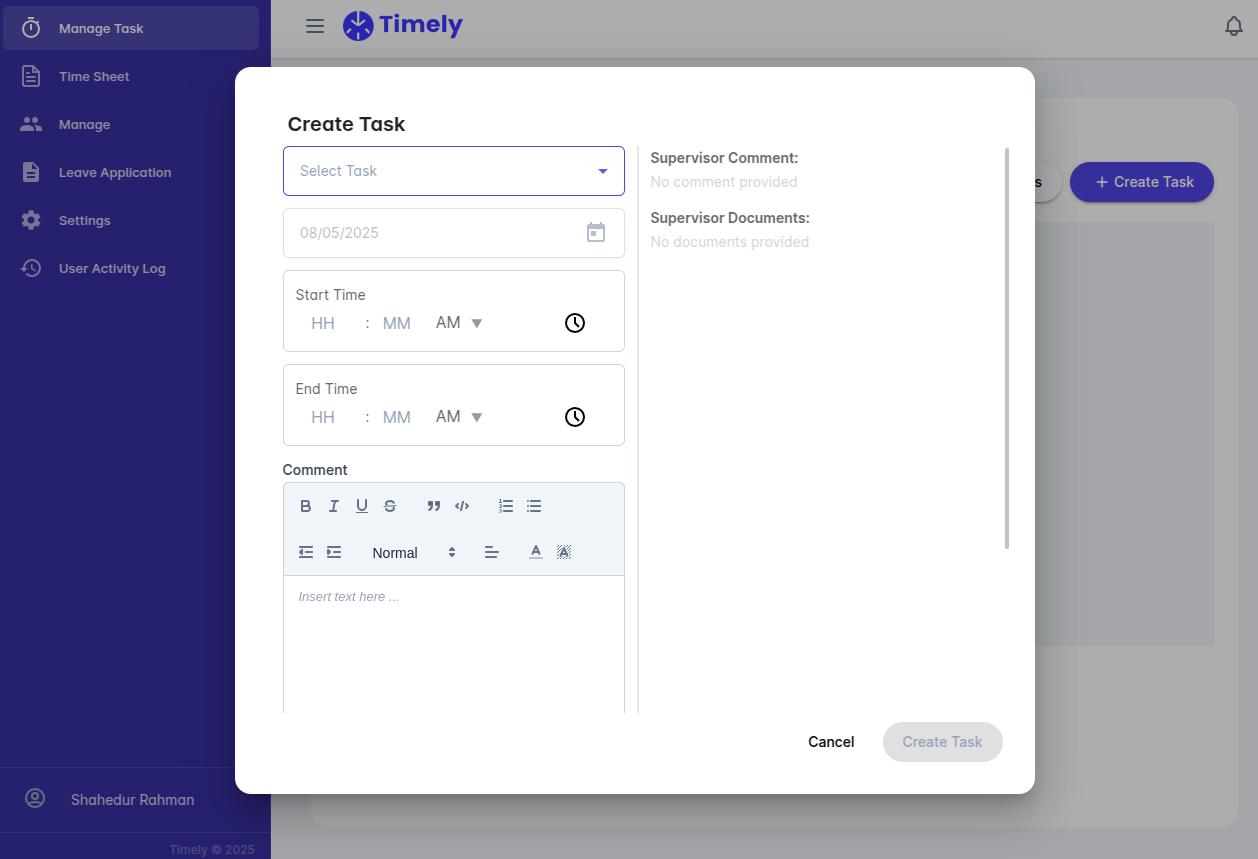 Manage Task
Time Sheet
Manage
Leave Application
Settings
User Activity Log
Shahedur Rahman
Timely © 2025
Timely
s
+ Create Task
Create Task
Select Task
08/05/2025
Start Time
HH : MM AM
End Time
HH : MM AM
Comment
B I U S
Normal A A
Insert text here ...
Supervisor Comment:
No comment provided
Supervisor Documents:
No documents provided
Cancel
Create Task